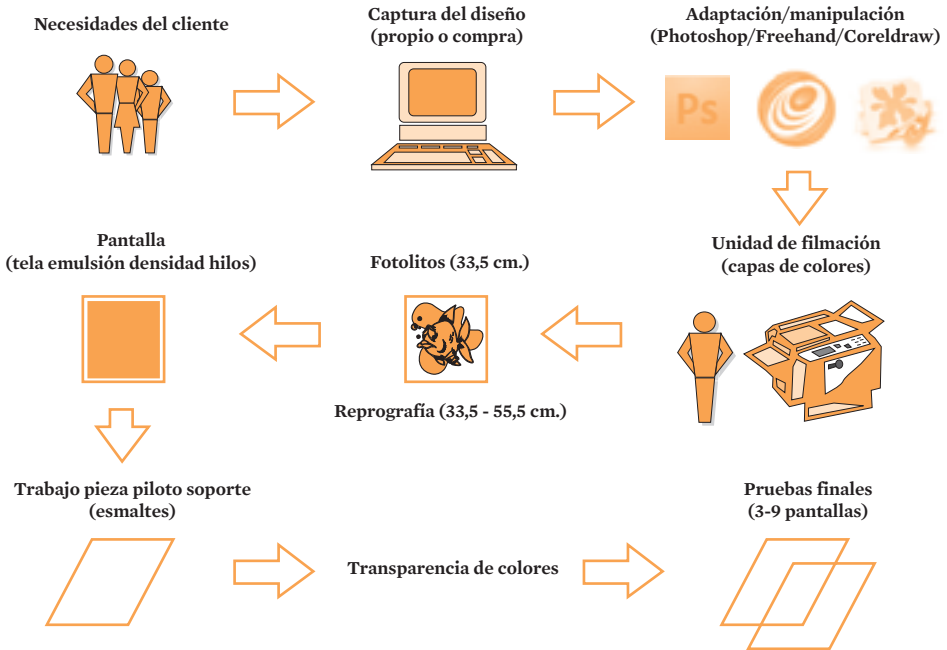 Necesidades del cliente
Captura del diseño
(propio o compra)
Adaptación/manipulación
(Photoshop/Freehand/Coreldraw)
Ps
Unidad de filmación
(capas de colores)
Fotolitos (33,5 cm.)
Reprografía (33,5 - 55,5 cm.)
Pantalla
(tela emulsión densidad hilos)
Trabajo pieza piloto soporte
(esmaltes)
Transparencia de colores
Pruebas finales
(3-9 pantallas)